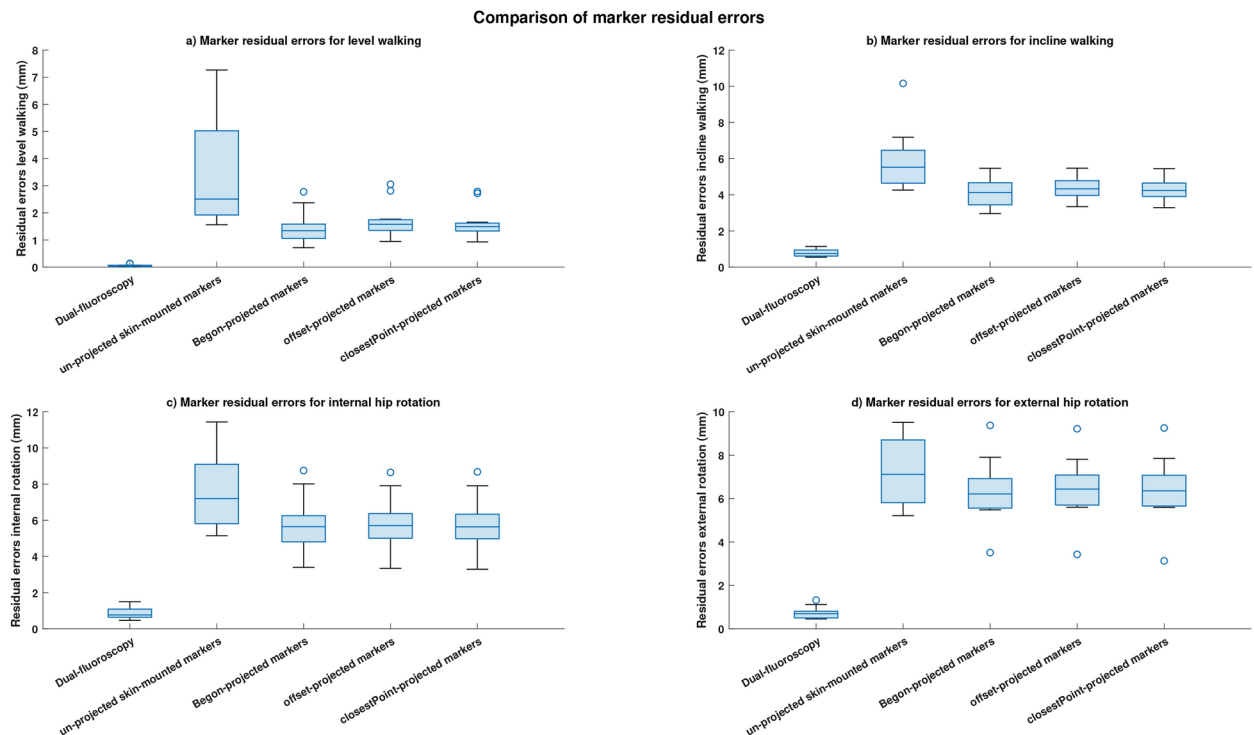 Comparison of marker residual errors
a) Marker residual errors for level walking
Residual errors level walking (mm)
8
7
6
5
4
3
2
1
0
Dual-fluoroscopy
un-projected skin-mounted markers
Begon-projected markers
offset-projected markers
closestPoint-projected markers
b) Marker residual errors for incline walking
Residual errors incline walking (mm)
12
10
8
6
4
2
0
Dual-fluoroscopy
un-projected skin-mounted markers
Begon-projected markers
offset-projected markers
closestPoint-projected markers
c) Marker residual errors for internal hip rotation
Residual errors internal rotation (mm)
12
10
8
6
4
2
0
Dual-fluoroscopy
un-projected skin-mounted markers
Begon-projected markers
offset-projected markers
closestPoint-projected markers
d) Marker residual errors for external hip rotation
Residual errors external rotation (mm)
10
8
6
4
2
0
Dual-fluoroscopy
un-projected skin-mounted markers
Begon-projected markers
offset-projected markers
closestPoint-projected markers